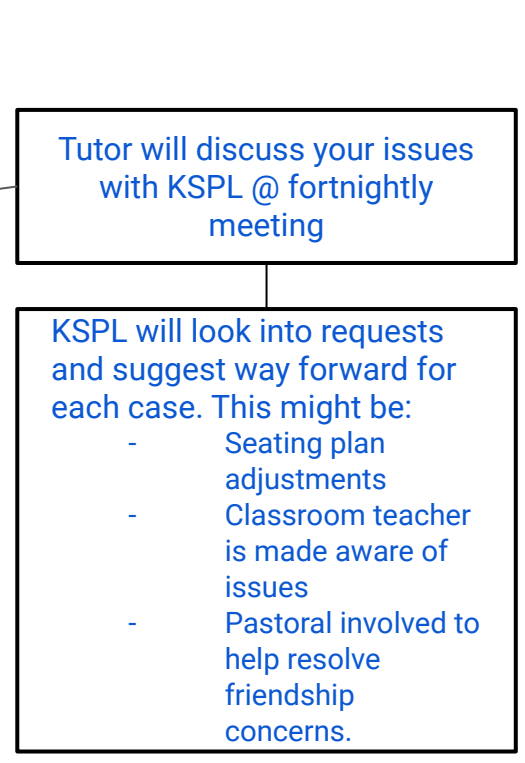 Tutor will discuss your issues
with KSPL @ fortnightly
meeting
KSPL will look into requests
and suggest way forward for
each case. This might be:
- Seating plan
adjustments
- Classroom teacher
is made aware of
issues
- Pastoral involved to
help resolve
friendship
concerns.